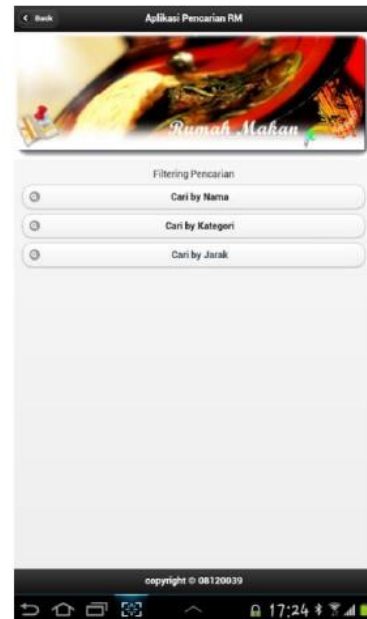 Back
Aplikasi Pencarian RM
Rumah Makan
Filtering Pencarian
Cari by Nama
Cari by Kategori
Cari by Jarak
copyright © 08120039
17:24